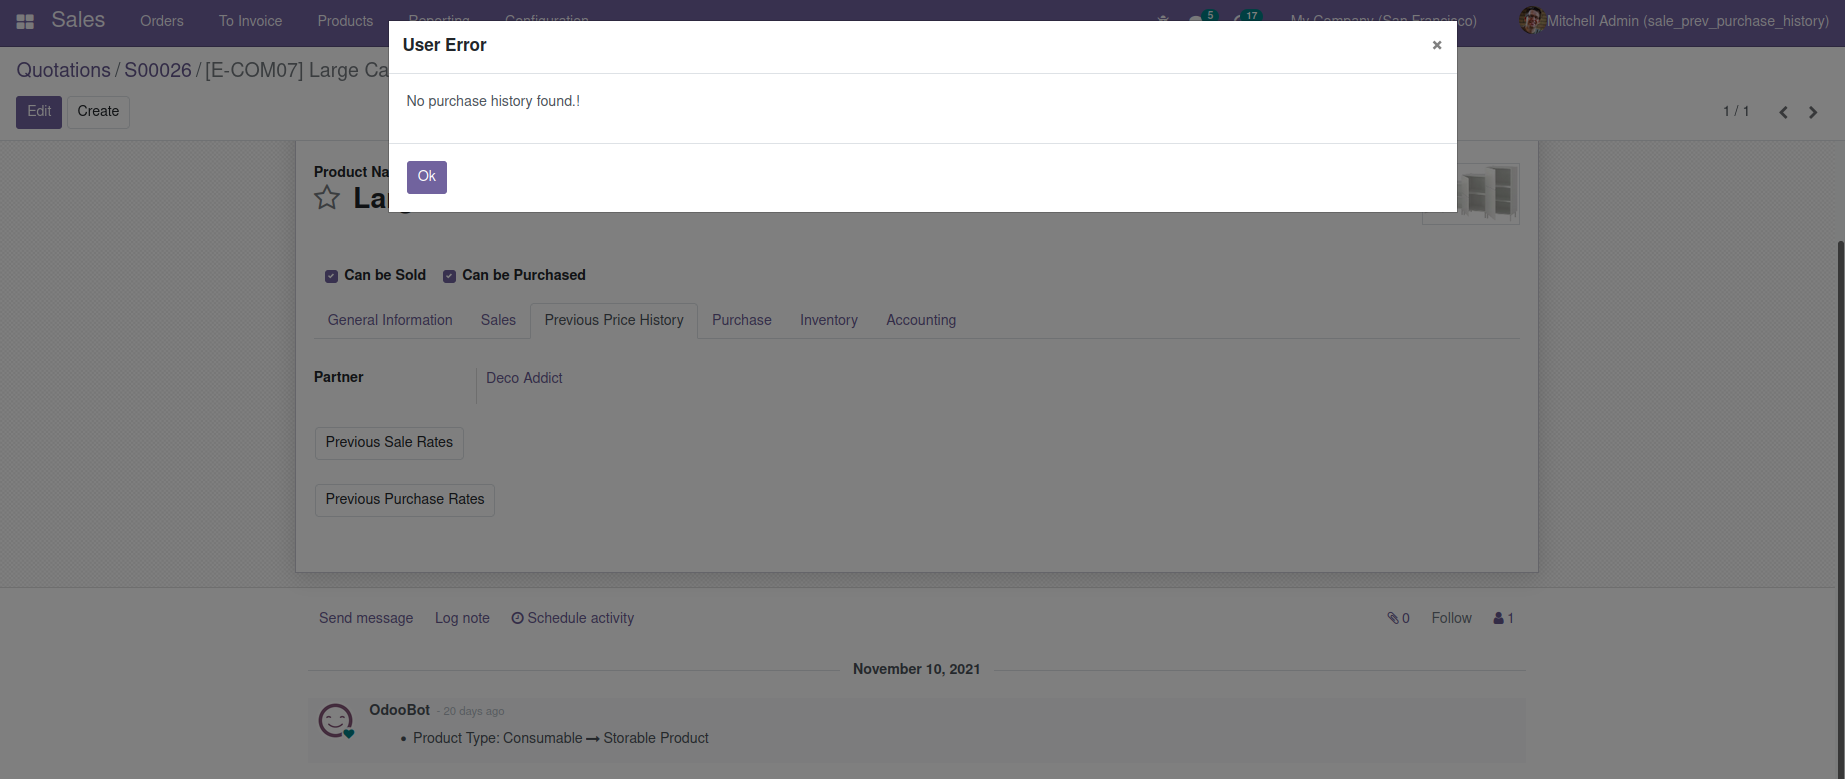 Sales Orders To Invoice Products Reporting Configuration 5 17 My Company (San Francisco) Mitchell Admin (sale_prev_purchase_history)
User Error ×
Quotations / S00026 / [E-COM07] Large Ca
No purchase history found.!
Edit Create 1 / 1
Ok
Product Na
Can be Sold Can be Purchased
General Information Sales Previous Price History Purchase Inventory Accounting
Partner Deco Addict
Previous Sale Rates
Previous Purchase Rates
Send message Log note Schedule activity 0 Follow 1
November 10, 2021
OdooBot - 20 days ago
• Product Type: Consumable → Storable Product